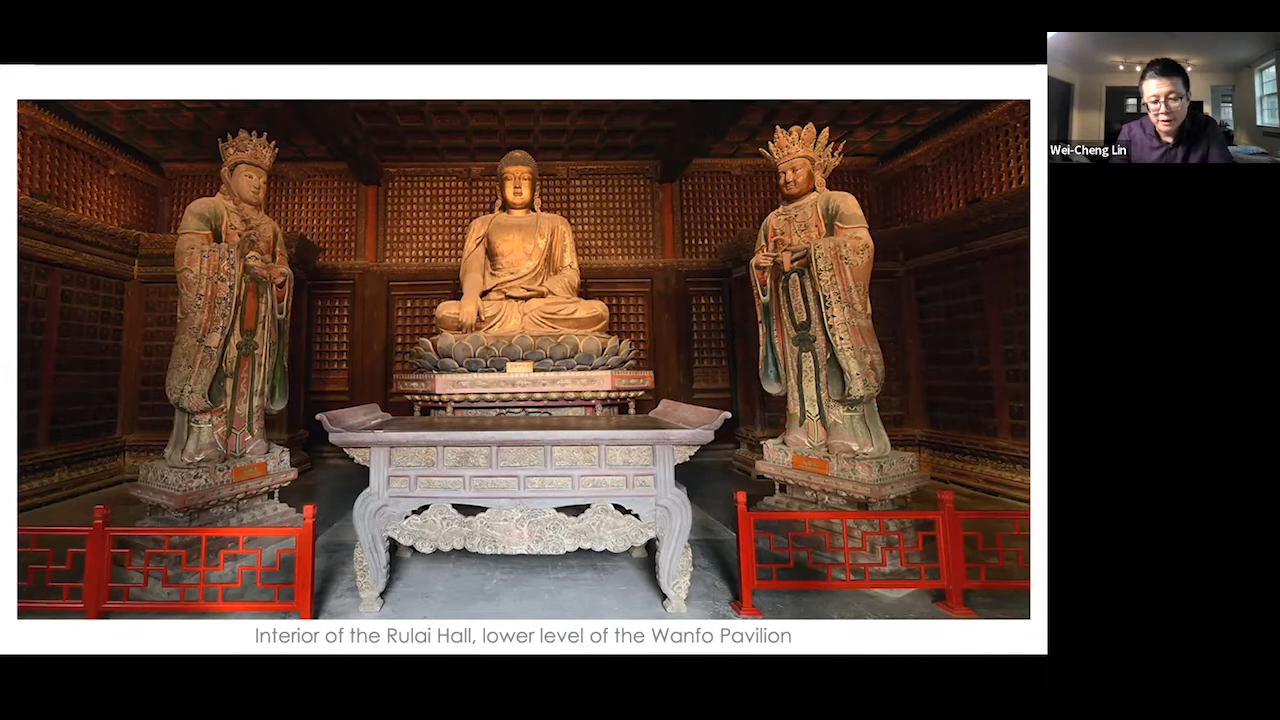 Wei-Cheng Lin
Interior of the Rulai Hall, lower level of the Wanfo Pavilion